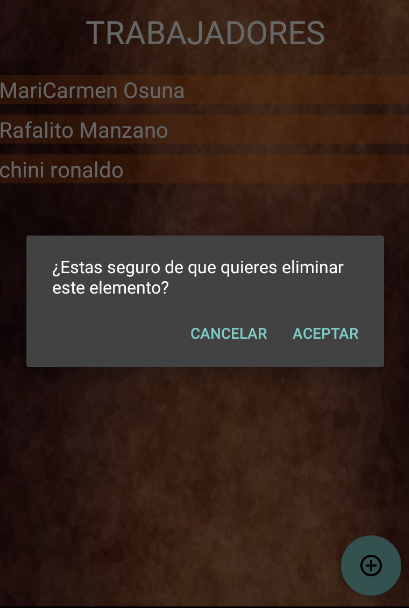 TRABAJADORES
MariCarmen Osuna
Rafalito Manzano
chini ronaldo
¿Estas seguro de que quieres eliminar
este elemento?
CANCELAR ACEPTAR